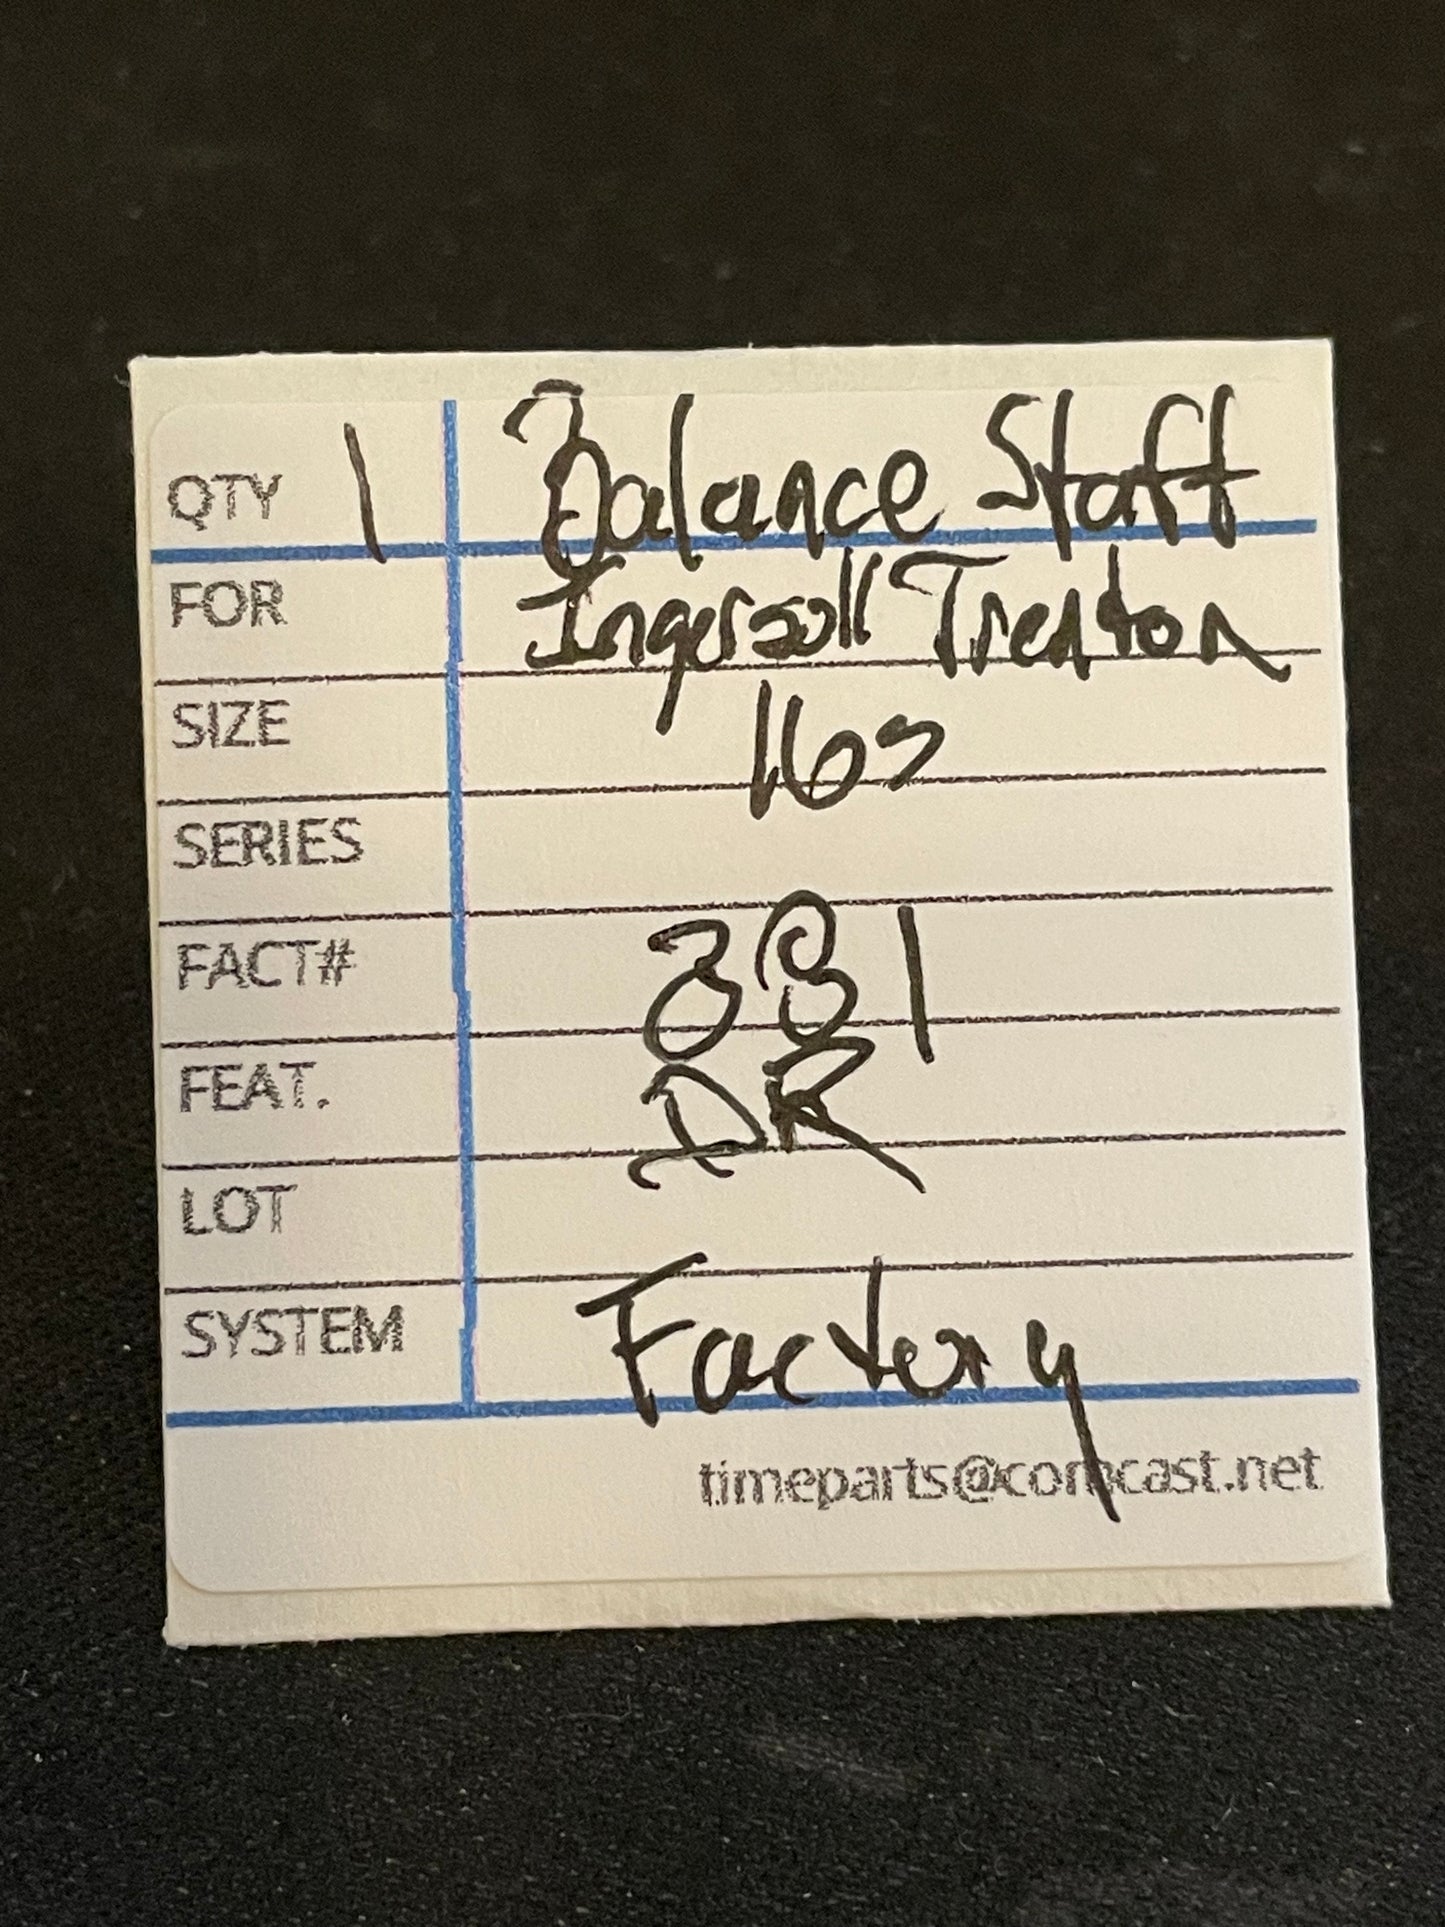 QTY 1 Balance Staff
FOR Ingersoll Trenton
SIZE 16s
SERIES
FACT# 881
FEAT. DR
LOT
SYSTEM Factory
timeparts@comcast.net